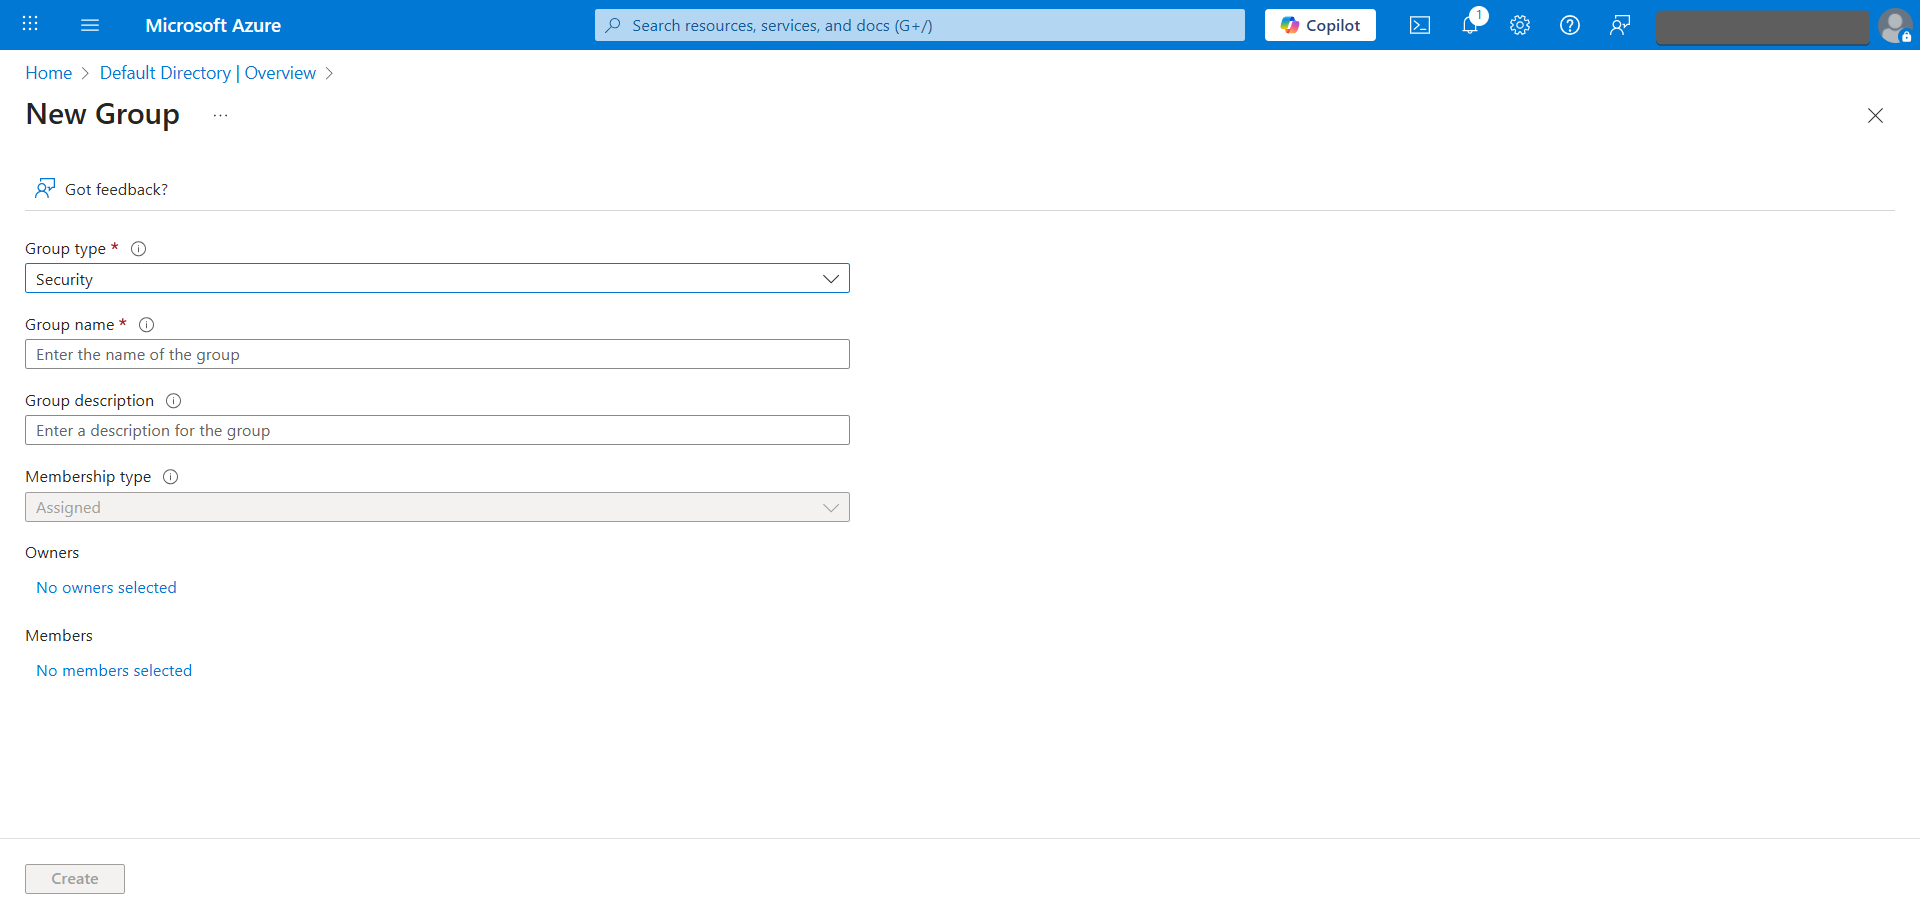 Microsoft Azure
Search resources, services, and docs (G+/)
Copilot
1
Home > Default Directory | Overview >
New Group ...
Got feedback?
Group type *
Security
Group name *
Enter the name of the group
Group description
Enter a description for the group
Membership type
Assigned
Owners
No owners selected
Members
No members selected
Create